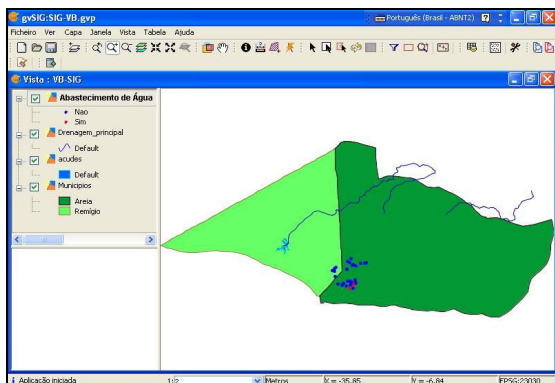 gvSIG:SIG-VB.gvp
Português (Brasil - ABNT2)
Ficheiro Ver Capa Janela Vista Tabela Ajuda
Vista : VB-SIG
Abastecimento de Água
Nao
Sim
Drenagem_principal
Default
acudes
Default
Municipios
Areia
Remígio
Aplicação iniciada
1:2
Metros
X = -35,85
Y = -6,84
EPSG:23030